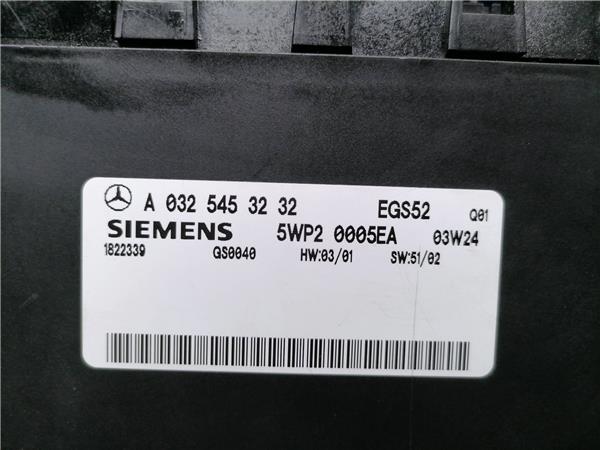 A 032 545 32 32 EGS52 Q01
SIEMENS 5WP2 0005EA 03W24
1822339 GS0040 HW:03/01 SW:51/02